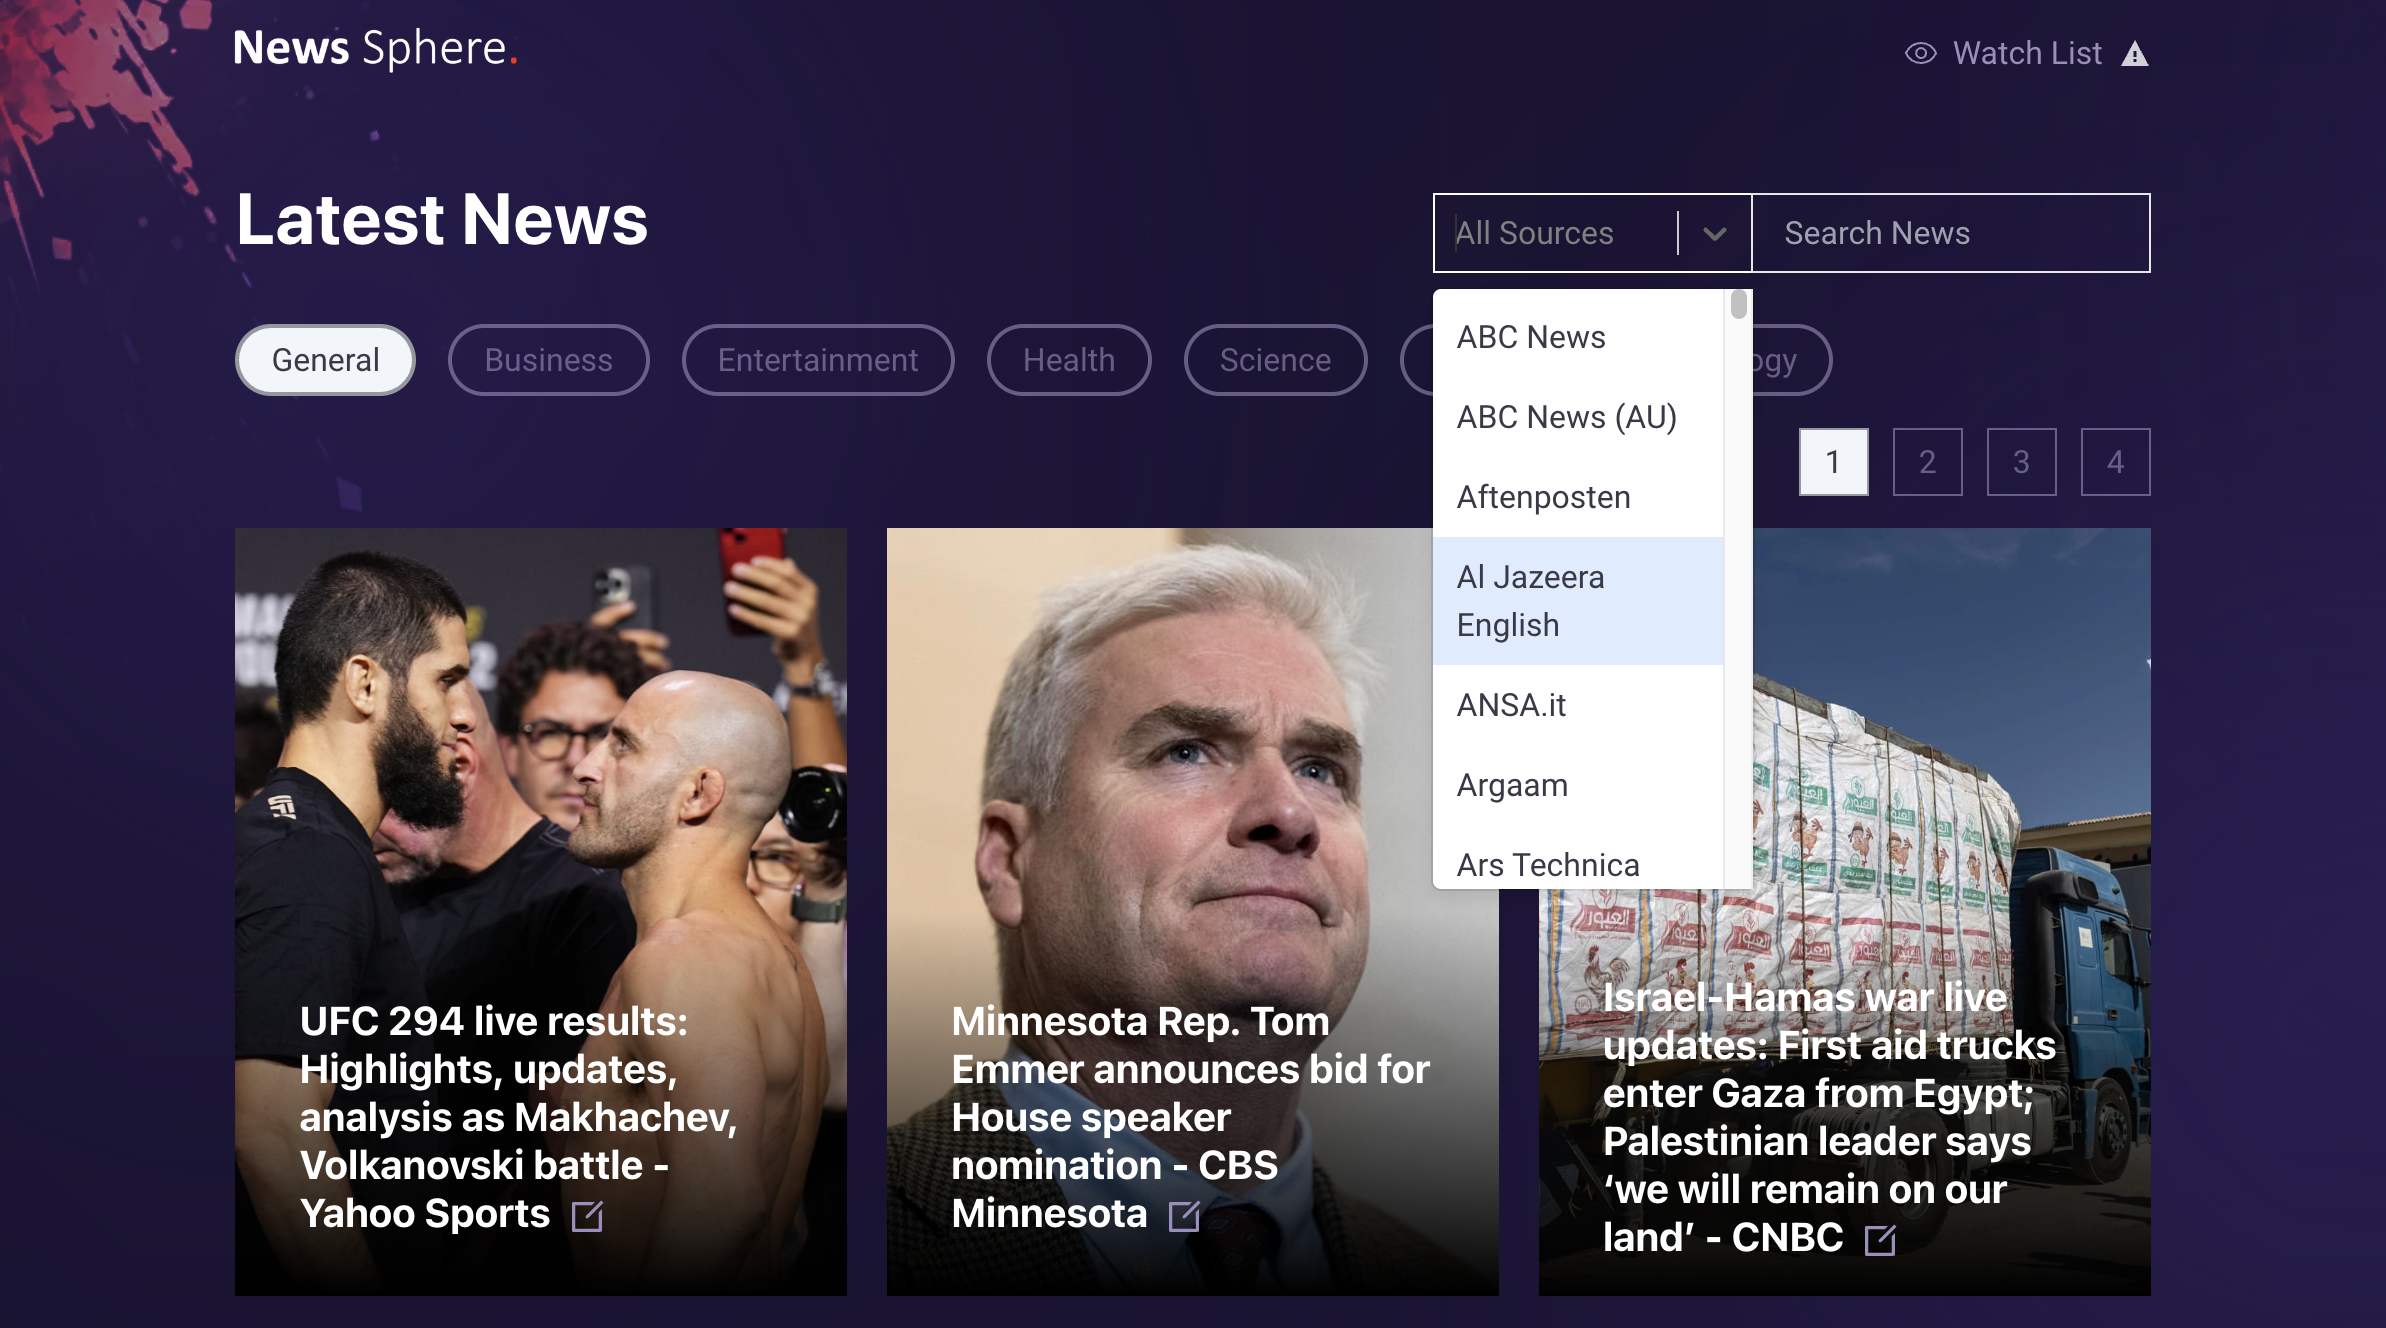 News Sphere.
Watch List
Latest News
All Sources
Search News
General
Business
Entertainment
Health
Science
ogy
ABC News
ABC News (AU)
Aftenposten
Al Jazeera
English
ANSA.it
Argaam
Ars Technica
1
2
3
4
UFC 294 live results:
Highlights, updates,
analysis as Makhachev,
Volkanovski battle -
Yahoo Sports
Minnesota Rep. Tom
Emmer announces bid for
House speaker
nomination - CBS
Minnesota
العبور
Israel-Hamas war live
updates: First aid trucks
enter Gaza from Egypt;
Palestinian leader says
‘we will remain on our
land’ - CNBC